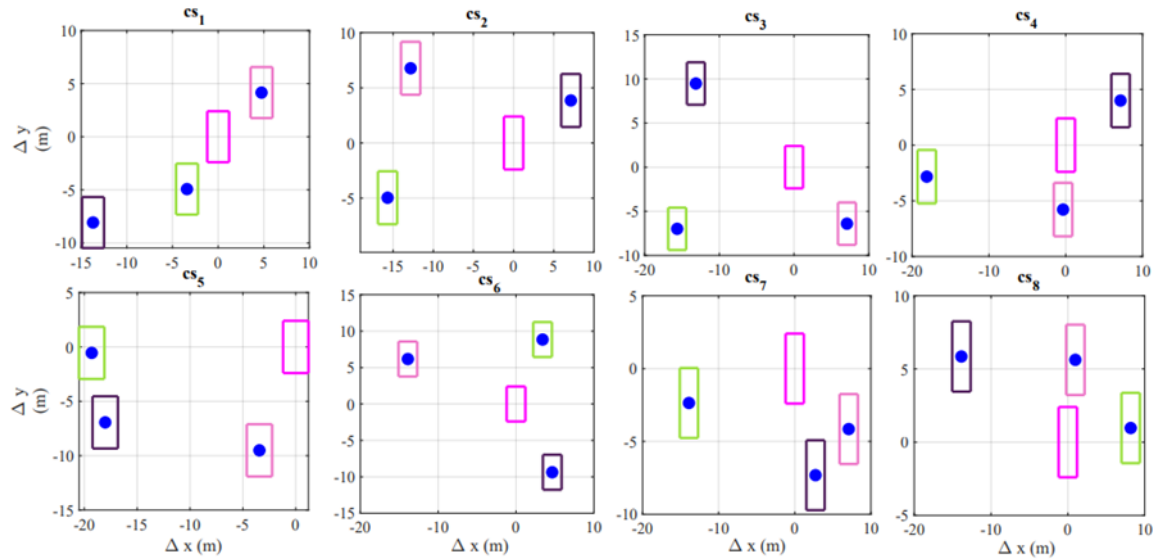 cs1 cs2 cs3 cs4
10 5 0 -5 -10
Δ y (m)
-15 -10 -5 0 5 10
10 5 0 -5
-15 -10 -5 0 5 10
15 10 5 0 -5 -10
-20 -10 0 10
10 5 0 -5 -10
-20 -10 0 10
cs5 cs6 cs7 cs8
5 0 -5 -10 -15
Δ y (m)
-20 -15 -10 -5 0
Δ x (m)
15 10 5 0 -5 -10 -15
-20 -10 0 10
Δ x (m)
5 0 -5 -10
-20 -10 0 10
Δ x (m)
10 5 0 -5
-20 -10 0 10
Δ x (m)